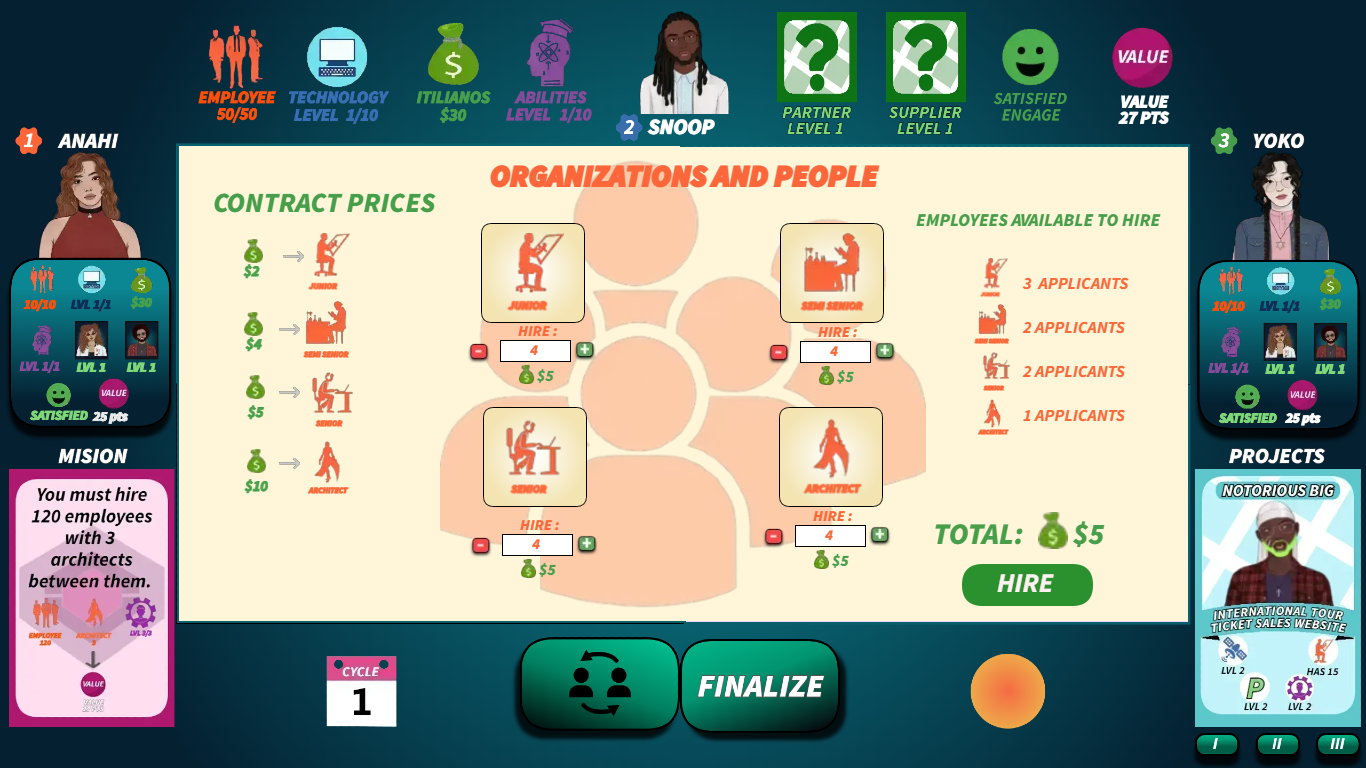 EMPLOYEE
50/50
TECHNOLOGY
LEVEL 1/10
$
ITILIANOS
$30
ABILITIES
LEVEL 1/10
2 SNOOP
?
PARTNER
LEVEL 1
?
SUPPLIER
LEVEL 1
SATISFIED
ENGAGE
VALUE
VALUE
27 PTS
1 ANAHI
10/10
LVL 1/1
$30
LVL 1/1
LVL 1
LVL 1
SATISFIED
VALUE
25 pts
MISION
You must hire
120 employees
with 3
architects
between them.
EMPLOYEE
120
ARCHITECT
3
LVL 3/3
VALUE
ORGANIZATIONS AND PEOPLE
CONTRACT PRICES
$2
JUNIOR
$4
SEMI SENIOR
$5
SENIOR
$10
ARCHITECT
JUNIOR
HIRE :
- 4 +
$5
SEMI SENIOR
HIRE :
- 4 +
$5
SENIOR
HIRE :
- 4 +
$5
ARCHITECT
HIRE :
- 4 +
$5
EMPLOYEES AVAILABLE TO HIRE
JUNIOR
3 APPLICANTS
SEMI SENIOR
2 APPLICANTS
SENIOR
2 APPLICANTS
ARCHITECT
1 APPLICANTS
TOTAL: $5
HIRE
3 YOKO
10/10
LVL 1/1
$30
LVL 1/1
LVL 1
LVL 1
SATISFIED
VALUE
25 pts
PROJECTS
NOTORIOUS BIG
INTERNATIONAL TOUR
TICKET SALES WEBSITE
LVL 2
HAS 15
P
LVL 2
LVL 2
I
II
III
CYCLE
1
FINALIZE